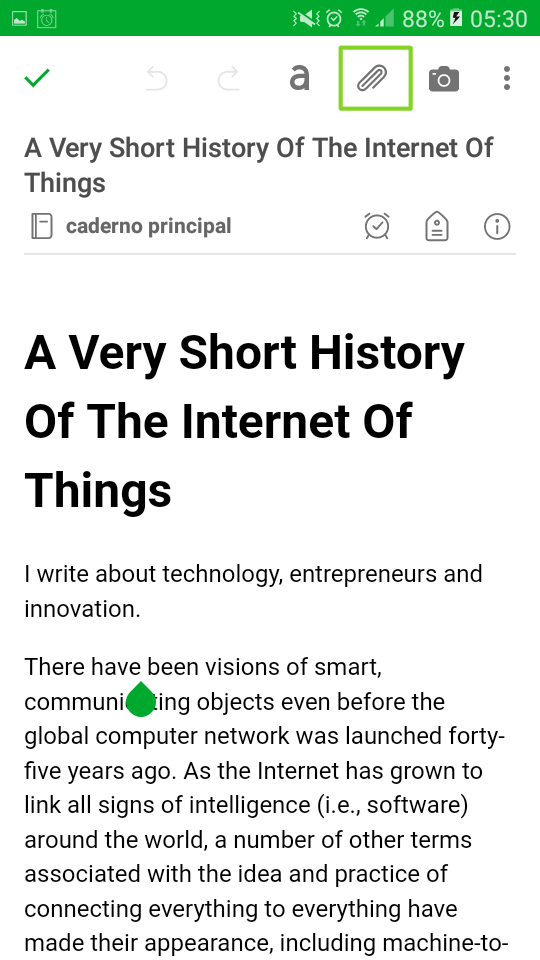 88% 05:30
a
A Very Short History Of The Internet Of
Things
caderno principal
A Very Short History
Of The Internet Of
Things
I write about technology, entrepreneurs and
innovation.
There have been visions of smart,
communi ing objects even before the
global computer network was launched forty-
five years ago. As the Internet has grown to
link all signs of intelligence (i.e., software)
around the world, a number of other terms
associated with the idea and practice of
connecting everything to everything have
made their appearance, including machine-to-